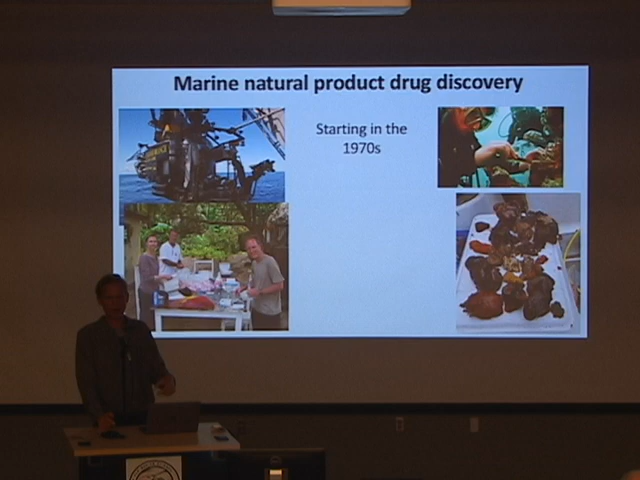 Marine natural product drug discovery
Starting in the
1970s